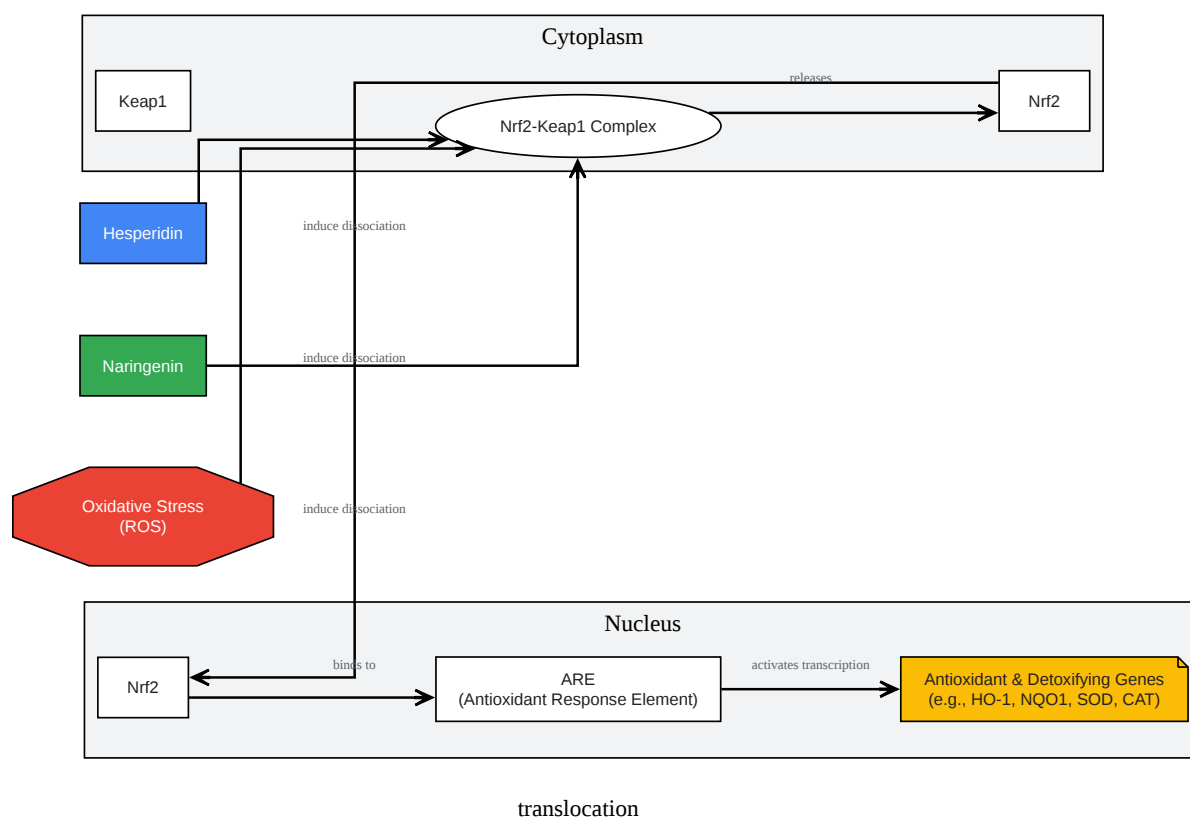 Cytoplasm
releases
Keap1
Nrf2-Keap1 Complex
Nrf2
Hesperidin
induce dissociation
Naringenin
induce dissociation
Oxidative Stress
(ROS)
induce dissociation
Nucleus
Nrf2
binds to
ARE
(Antioxidant Response Element)
activates transcription
Antioxidant & Detoxifying Genes
(e.g., HO-1, NQO1, SOD, CAT)
translocation